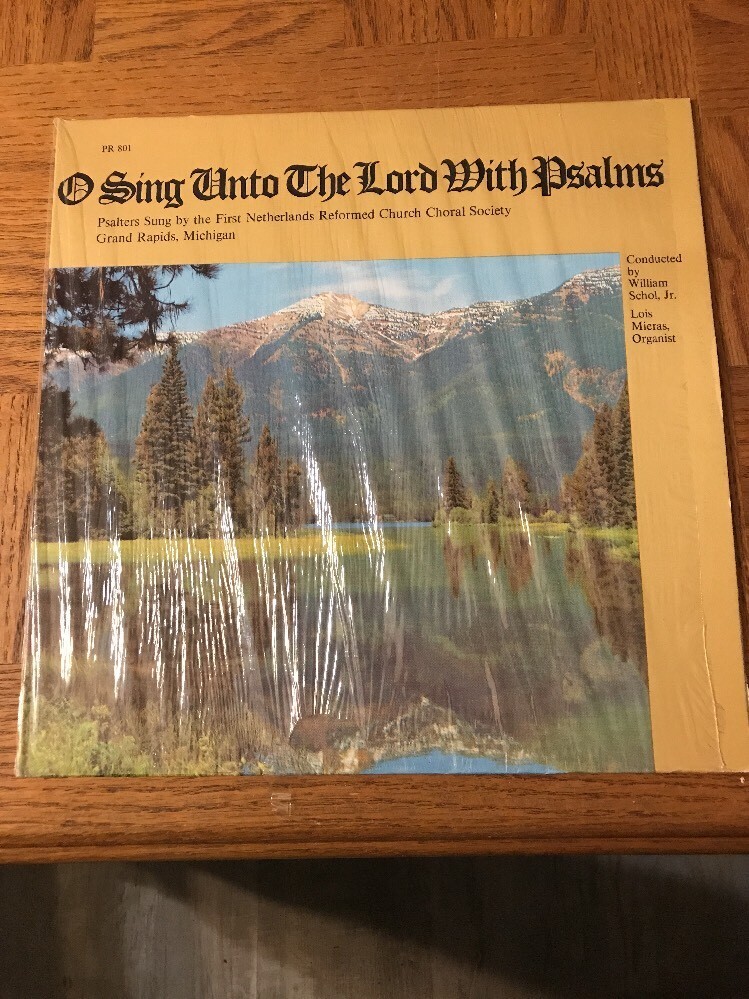 PR 801
O Sing Unto The Lord With Psalms
Psalters Sung by the First Netherlands Reformed Church Choral Society
Grand Rapids, Michigan
Conducted
by
William
Schol, Jr.
Lois
Mieras,
Organist